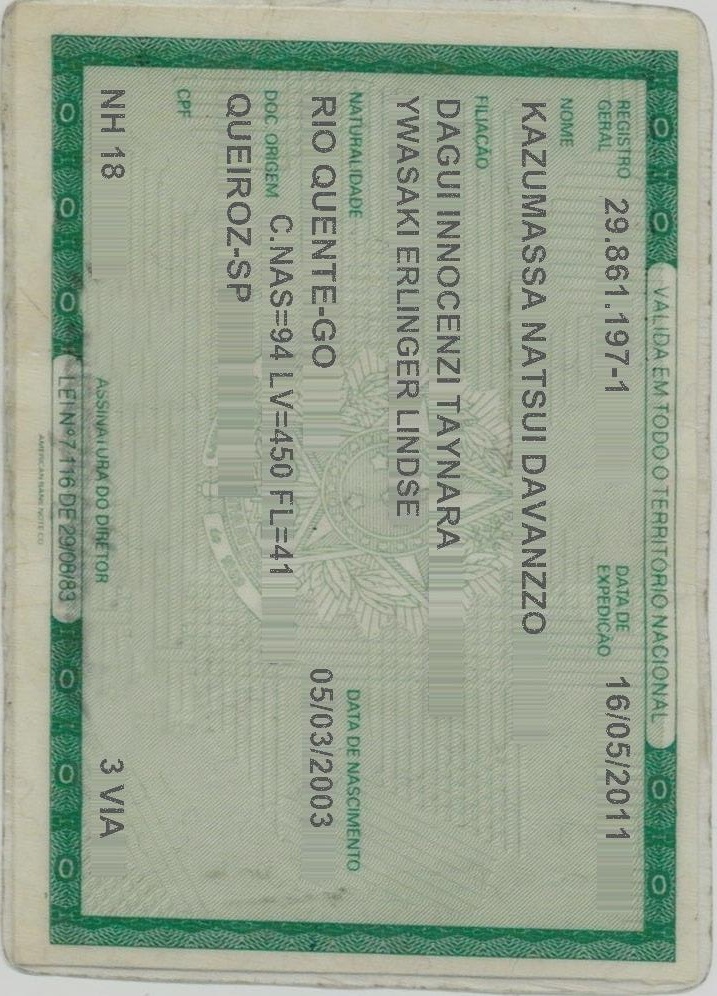 VALIDA EM TODO O TERRITÓRIO NACIONAL
REGISTRO GERAL 29.861.197-1 DATA DE EXPEDIÇÃO 16/05/2011
NOME
KAZUMASSA NATSUI DAVANZZO
FILIAÇÃO
DAGUI INNOCENZI TAYNARA
YWASAKI ERLINGER LINDSE
NATURALIDADE DATA DE NASCIMENTO
RIO QUENTE-GO 05/03/2003
DOC. ORIGEM C.NAS=94 LV=450 FL=41
QUEIROZ-SP
CPF
NH 18 3 VIA
ASSINATURA DO DIRETOR
LEI Nº 7.116 DE 29/08/83
AMERICAN BANK NOTE CO